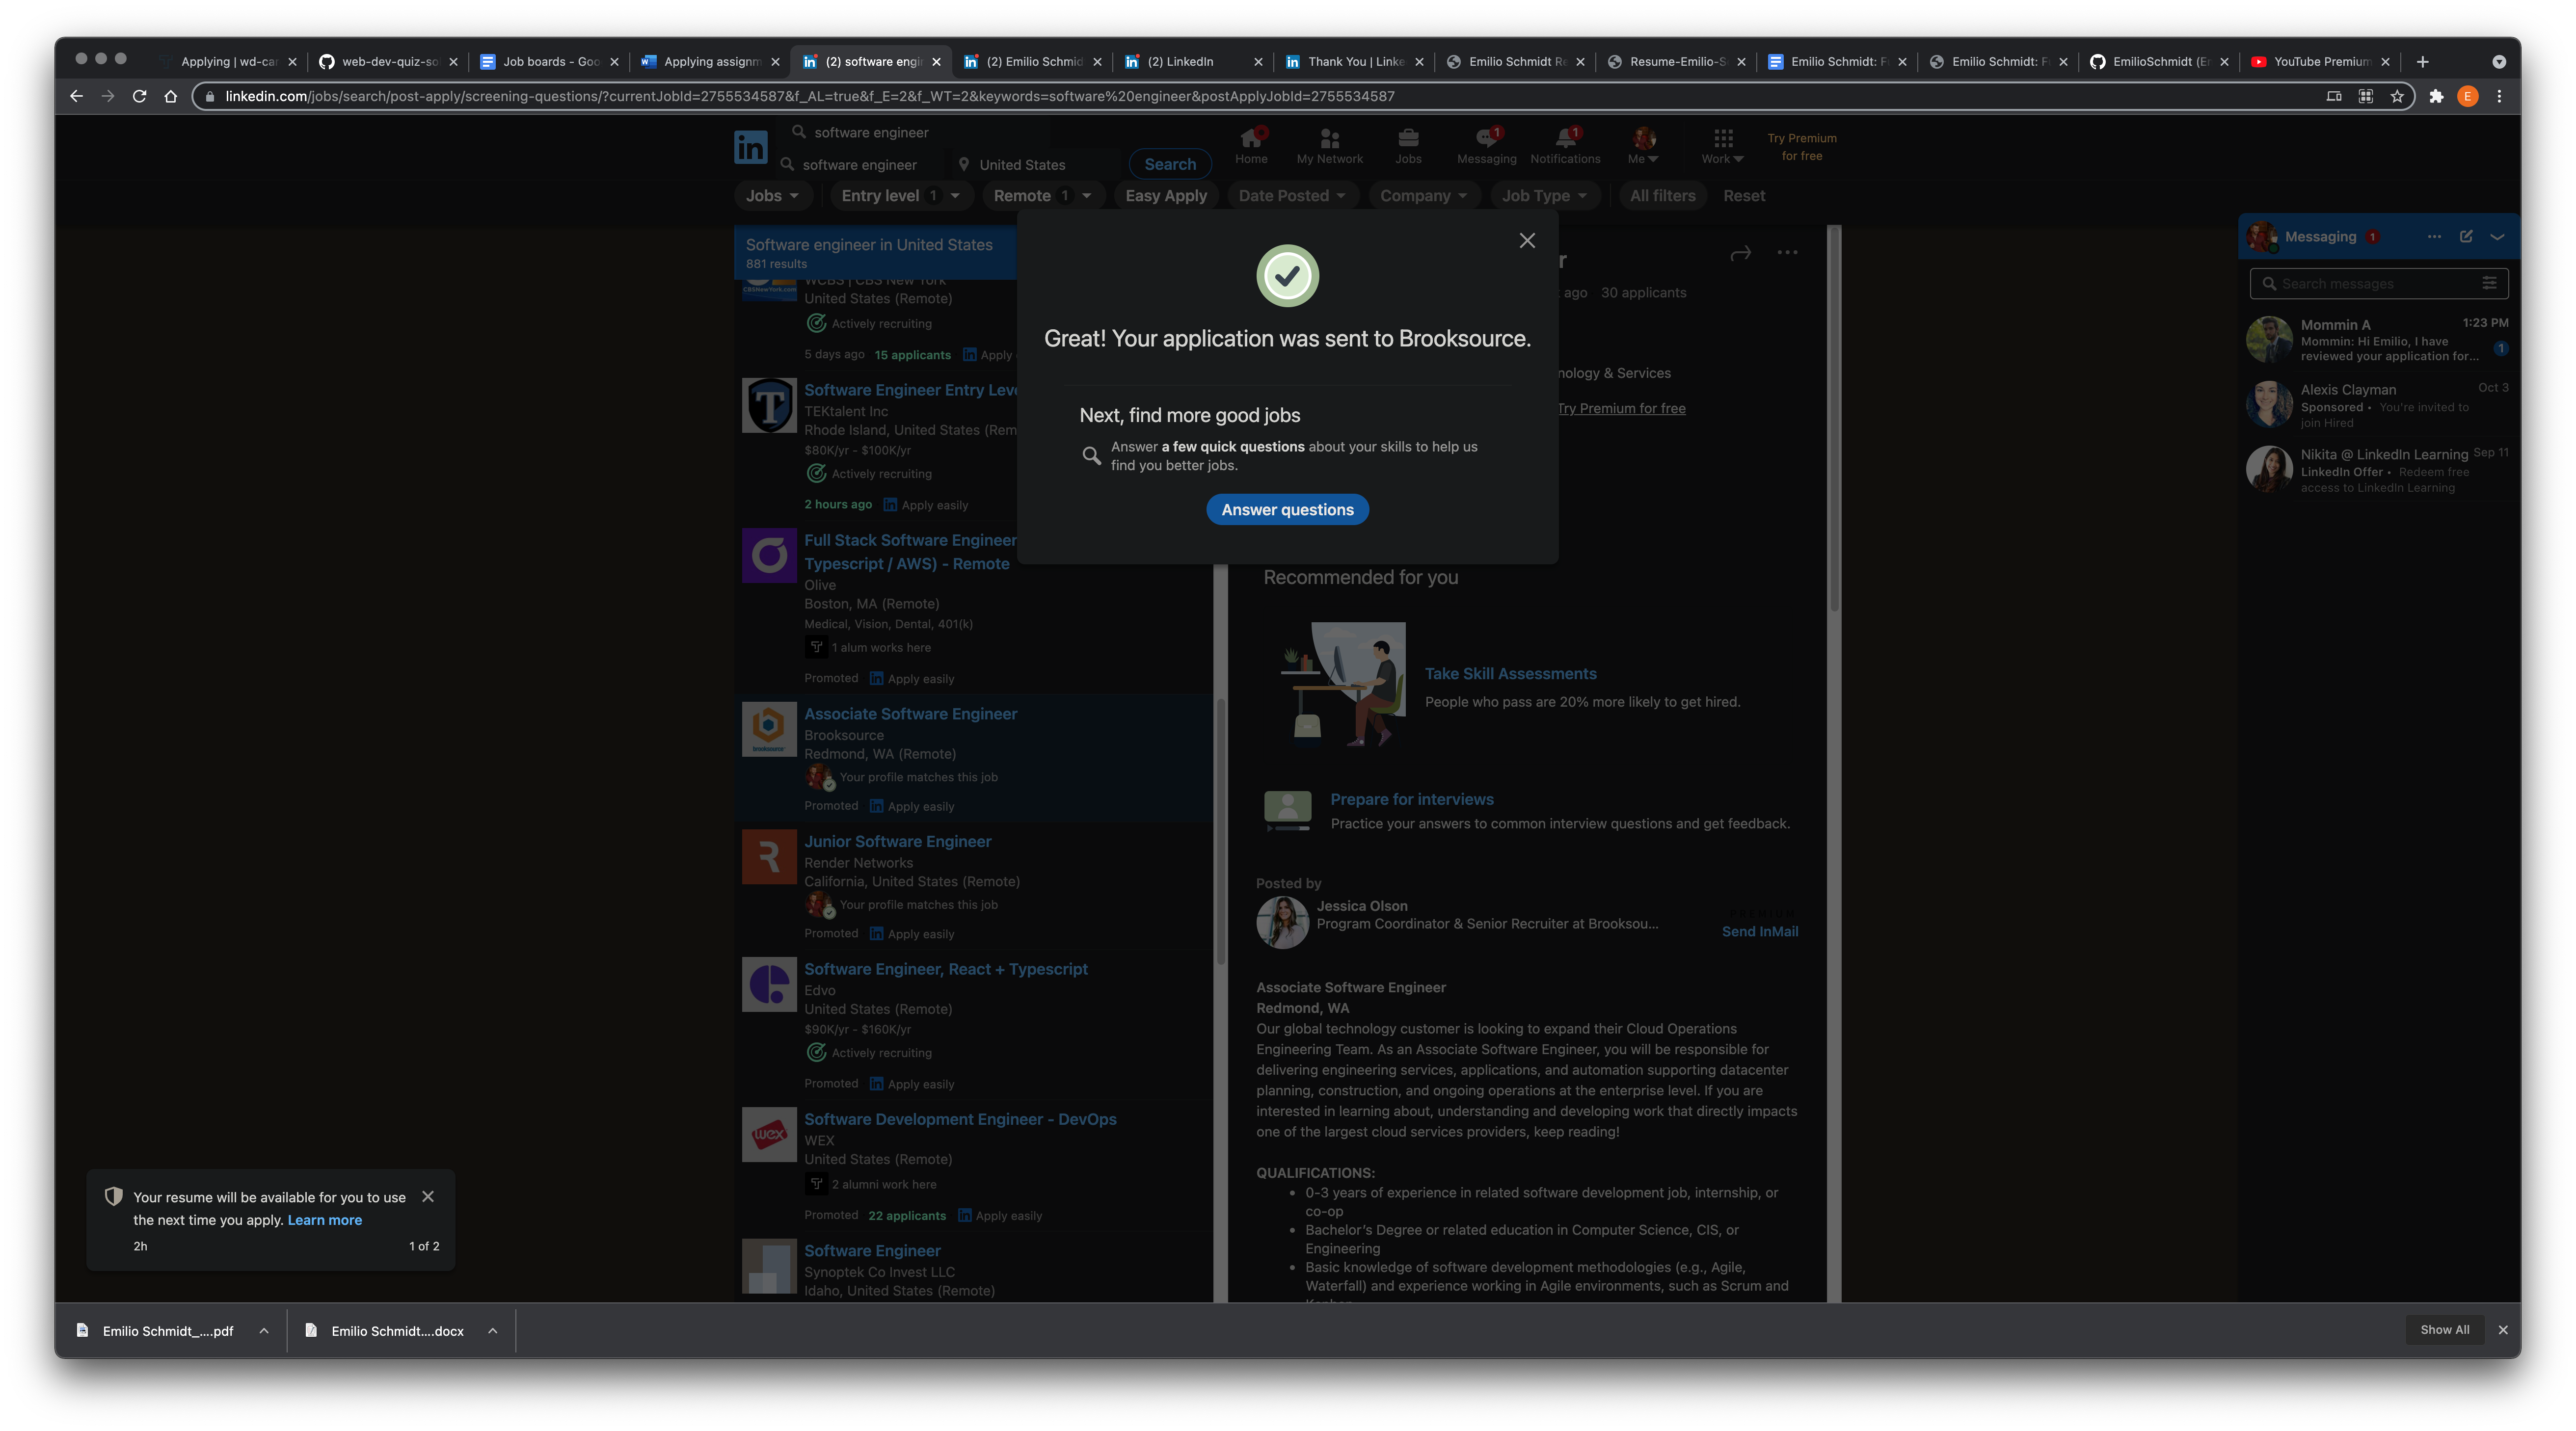 Applying | wd-car
web-dev-quiz-sol
Job boards - Goo
Applying assignm
(2) software engin
(2) Emilio Schmid
(2) LinkedIn
Thank You | Linke
Emilio Schmidt Re
Resume-Emilio-S
Emilio Schmidt: F
Emilio Schmidt: F
EmilioSchmidt (E
YouTube Premium
linkedin.com/jobs/search/post-apply/screening-questions/?currentJobId=2755534587&f_AL=true&f_E=2&f_WT=2&keywords=software%20engineer&postApplyJobId=2755534587
E
in
software engineer
software engineer
United States
Search
Home
My Network
Jobs
1
Messaging
1
Notifications
Me
Work
Try Premium
for free
Jobs
Entry level 1
Remote 1
Easy Apply
Date Posted
Company
Job Type
All filters
Reset
Software engineer in United States
881 results
WCBS | CBS New York
CBSNewYork.com
United States (Remote)
Actively recruiting
5 days ago 15 applicants in Apply
Software Engineer Entry Leve
TEKtalent Inc
Rhode Island, United States (Rem
$80K/yr - $100K/yr
Actively recruiting
2 hours ago in Apply easily
Full Stack Software Engineer
Typescript / AWS) - Remote
Olive
Boston, MA (Remote)
Medical, Vision, Dental, 401(k)
1 alum works here
Promoted in Apply easily
Associate Software Engineer
Brooksource
brooksource
Redmond, WA (Remote)
Your profile matches this job
Promoted in Apply easily
Junior Software Engineer
Render Networks
California, United States (Remote)
Your profile matches this job
Promoted in Apply easily
Software Engineer, React + Typescript
Edvo
United States (Remote)
$90K/yr - $160K/yr
Actively recruiting
Promoted in Apply easily
Software Development Engineer - DevOps
wex
WEX
United States (Remote)
2 alumni work here
Promoted 22 applicants in Apply easily
Software Engineer
Synoptek Co Invest LLC
Idaho, United States (Remote)
Great! Your application was sent to Brooksource.
Next, find more good jobs
Answer a few quick questions about your skills to help us
find you better jobs.
Answer questions
r
ago 30 applicants
nology & Services
Try Premium for free
Recommended for you
Take Skill Assessments
People who pass are 20% more likely to get hired.
Prepare for interviews
Practice your answers to common interview questions and get feedback.
Posted by
Jessica Olson
Program Coordinator & Senior Recruiter at Brooksou...
PREMIUM
Send InMail
Associate Software Engineer
Redmond, WA
Our global technology customer is looking to expand their Cloud Operations
Engineering Team. As an Associate Software Engineer, you will be responsible for
delivering engineering services, applications, and automation supporting datacenter
planning, construction, and ongoing operations at the enterprise level. If you are
interested in learning about, understanding and developing work that directly impacts
one of the largest cloud services providers, keep reading!
QUALIFICATIONS:
• 0-3 years of experience in related software development job, internship, or
co-op
• Bachelor's Degree or related education in Computer Science, CIS, or
Engineering
• Basic knowledge of software development methodologies (e.g., Agile,
Waterfall) and experience working in Agile environments, such as Scrum and
Kanban
Messaging 1
Search messages
Mommin A 1:23 PM
Mommin: Hi Emilio, I have
reviewed your application for... 1
Alexis Clayman Oct 3
Sponsored • You're invited to
join Hired
Nikita @ LinkedIn Learning Sep 11
LinkedIn Offer • Redeem free
access to LinkedIn Learning
Your resume will be available for you to use
the next time you apply. Learn more
2h
1 of 2
Emilio Schmidt_....pdf
Emilio Schmidt....docx
Show All